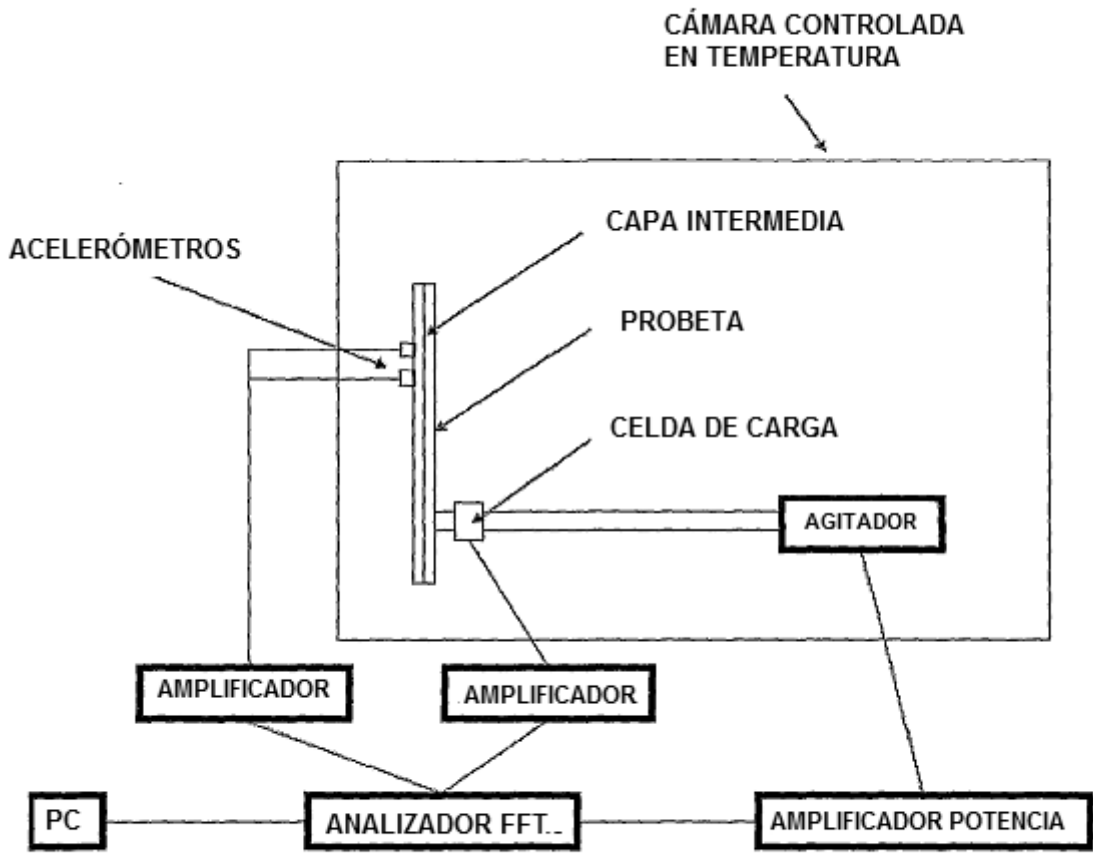 CÁMARA CONTROLADA
EN TEMPERATURA
CAPA INTERMEDIA
ACELERÓMETROS
PROBETA
CELDA DE CARGA
AGITADOR
AMPLIFICADOR
AMPLIFICADOR
PC
ANALIZADOR FFT..
AMPLIFICADOR POTENCIA